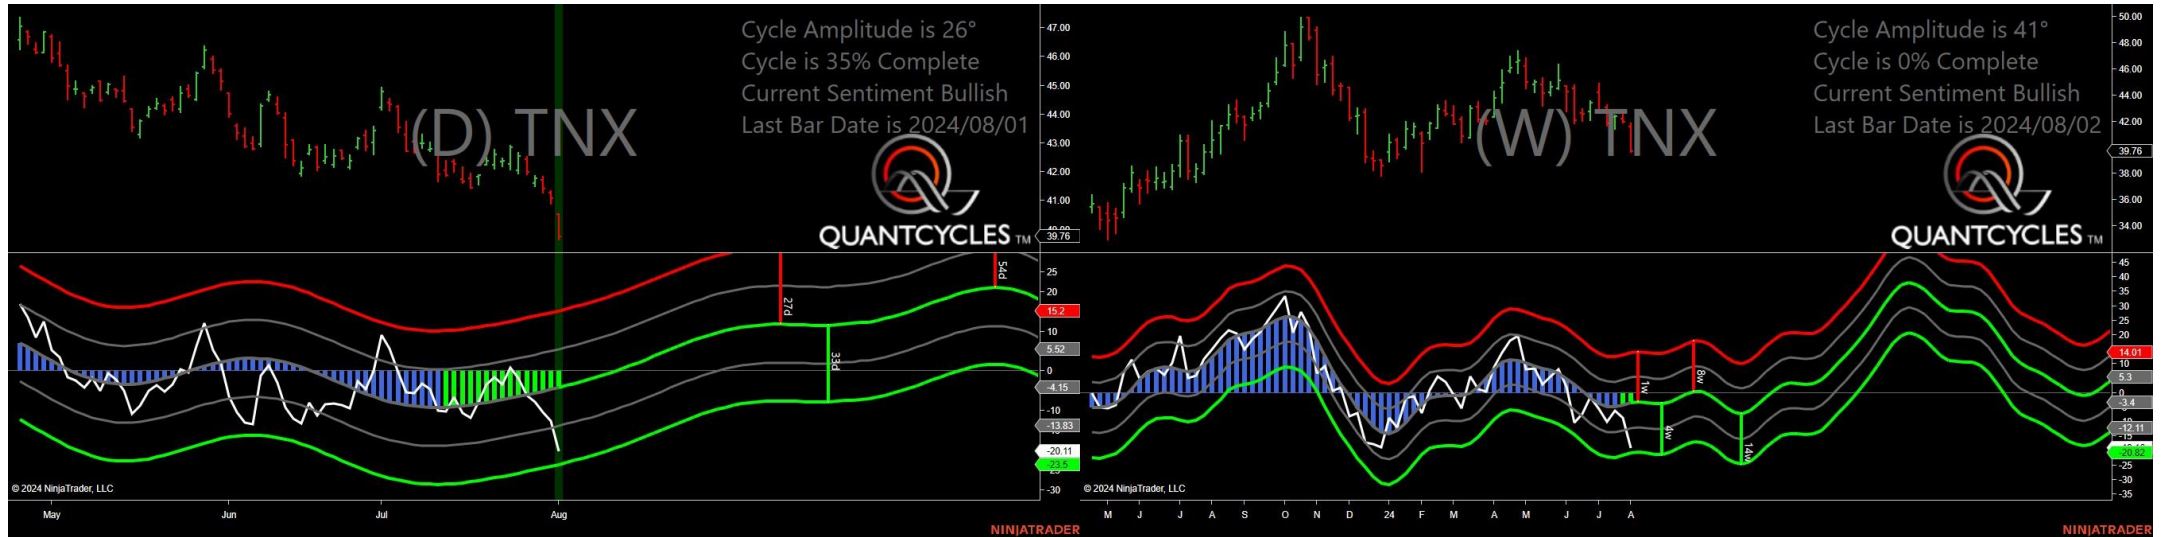 Cycle Amplitude is 26°
Cycle is 35% Complete
Current Sentiment Bullish
Last Bar Date is 2024/08/01
(D) TNX
QUANTCYCLES TM
47.00
46.00
45.00
44.00
43.00
42.00
41.00
39.76
27d
54d
33d
25
20
15.2
10
5.52
0
-4.15
-10
-13.83
-20.11
-23.5
-30
© 2024 NinjaTrader, LLC
May Jun Jul Aug
NINJATRADER
Cycle Amplitude is 41°
Cycle is 0% Complete
Current Sentiment Bullish
Last Bar Date is 2024/08/02
(W) TNX
QUANTCYCLES TM
50.00
48.00
46.00
44.00
42.00
39.76
38.00
36.00
34.00
1w
8w
4w
14w
45
40
35
30
25
20
14.01
10
5.3
0
-3.4
-12.11
-15
-20.82
-25
-30
-35
© 2024 NinjaTrader, LLC
M J J A S O N D 24 F M A M J J A
NINJATRADER